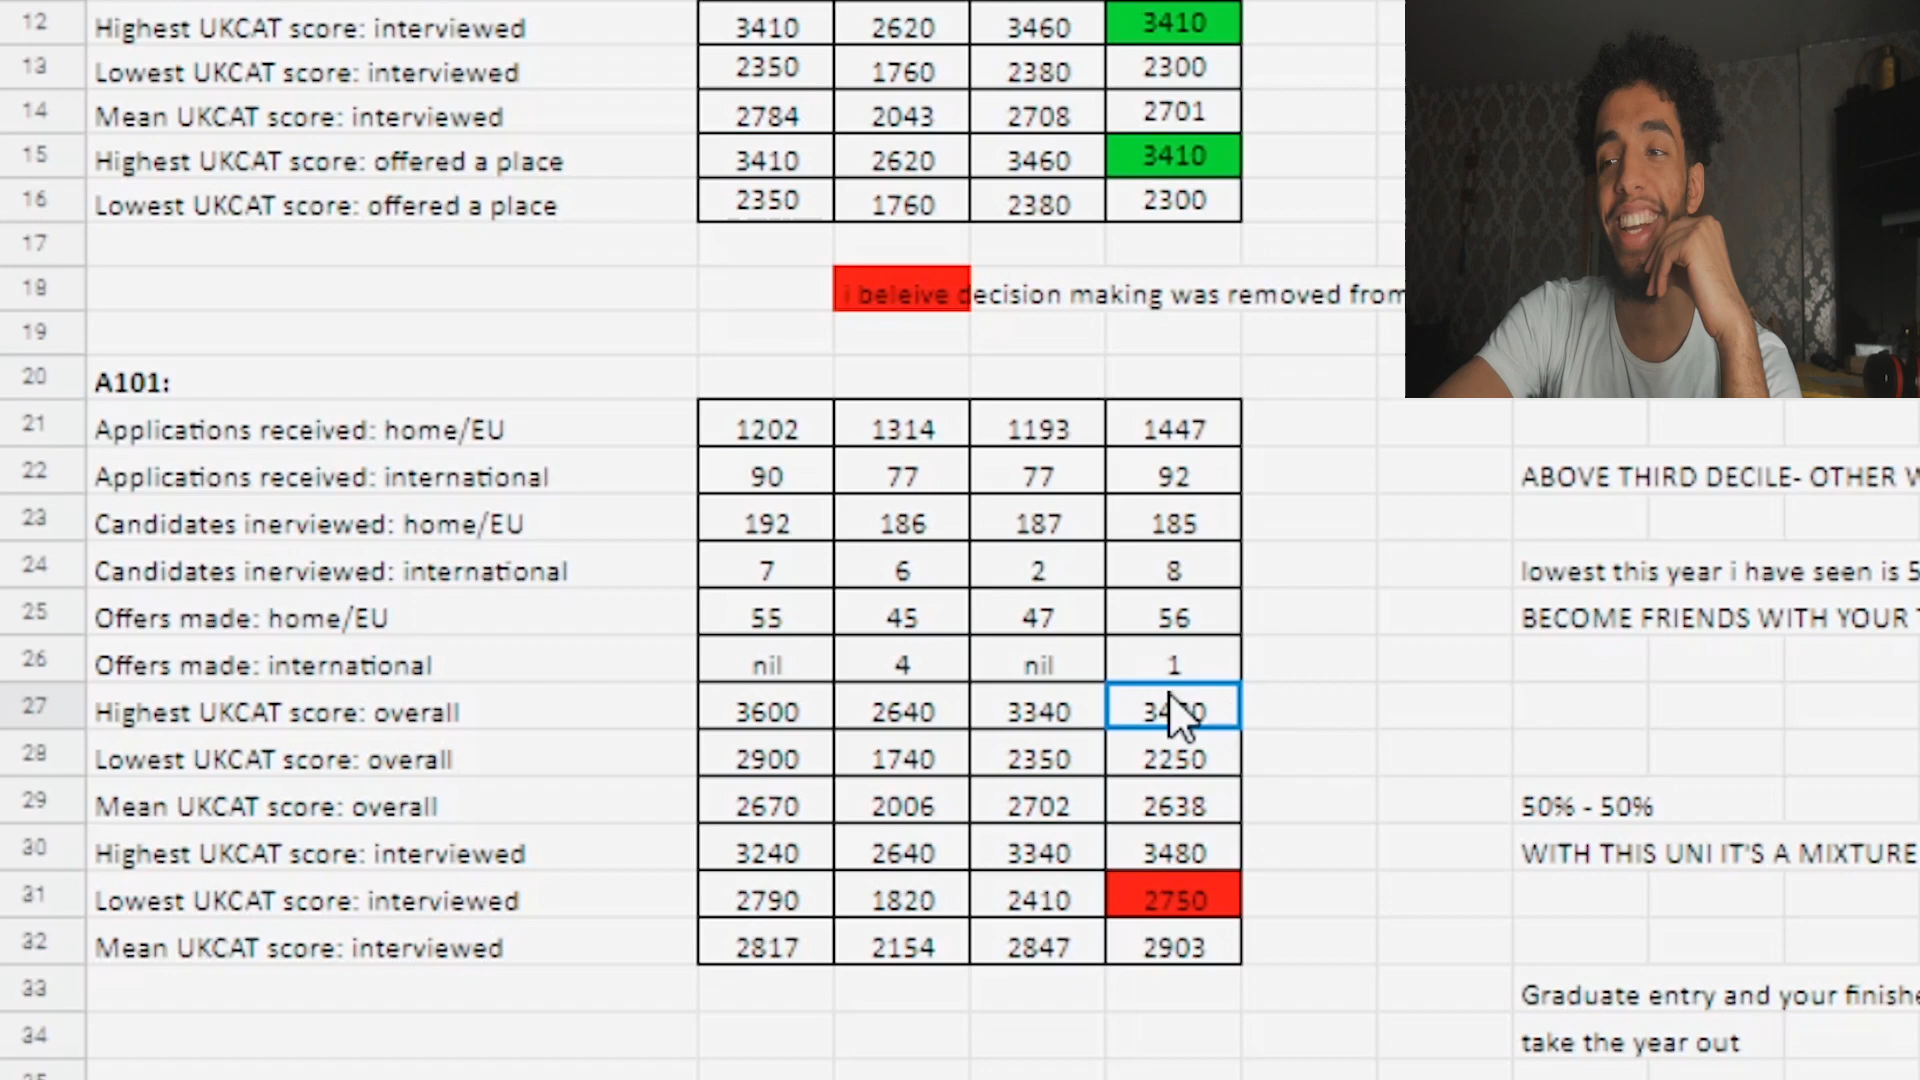 12 Highest UKCAT score: interviewed 3410 2620 3460 3410
13 Lowest UKCAT score: interviewed 2350 1760 2380 2300
14 Mean UKCAT score: interviewed 2784 2043 2708 2701
15 Highest UKCAT score: offered a place 3410 2620 3460 3410
16 Lowest UKCAT score: offered a place 2350 1760 2380 2300
17
18 i beleive decision making was removed from
19
20 A101:
21 Applications received: home/EU 1202 1314 1193 1447
22 Applications received: international 90 77 77 92 ABOVE THIRD DECILE- OTHER
23 Candidates inerviewed: home/EU 192 186 187 185
24 Candidates inerviewed: international 7 6 2 8 lowest this year i have seen is 5
25 Offers made: home/EU 55 45 47 56 BECOME FRIENDS WITH YOUR
26 Offers made: international nil 4 nil 1
27 Highest UKCAT score: overall 3600 2640 3340
28 Lowest UKCAT score: overall 2900 1740 2350 2250
29 Mean UKCAT score: overall 2670 2006 2702 2638 50% - 50%
30 Highest UKCAT score: interviewed 3240 2640 3340 3480 WITH THIS UNI IT'S A MIXTURE
31 Lowest UKCAT score: interviewed 2790 1820 2410 2750
32 Mean UKCAT score: interviewed 2817 2154 2847 2903
33 Graduate entry and your finishe
34 take the year out